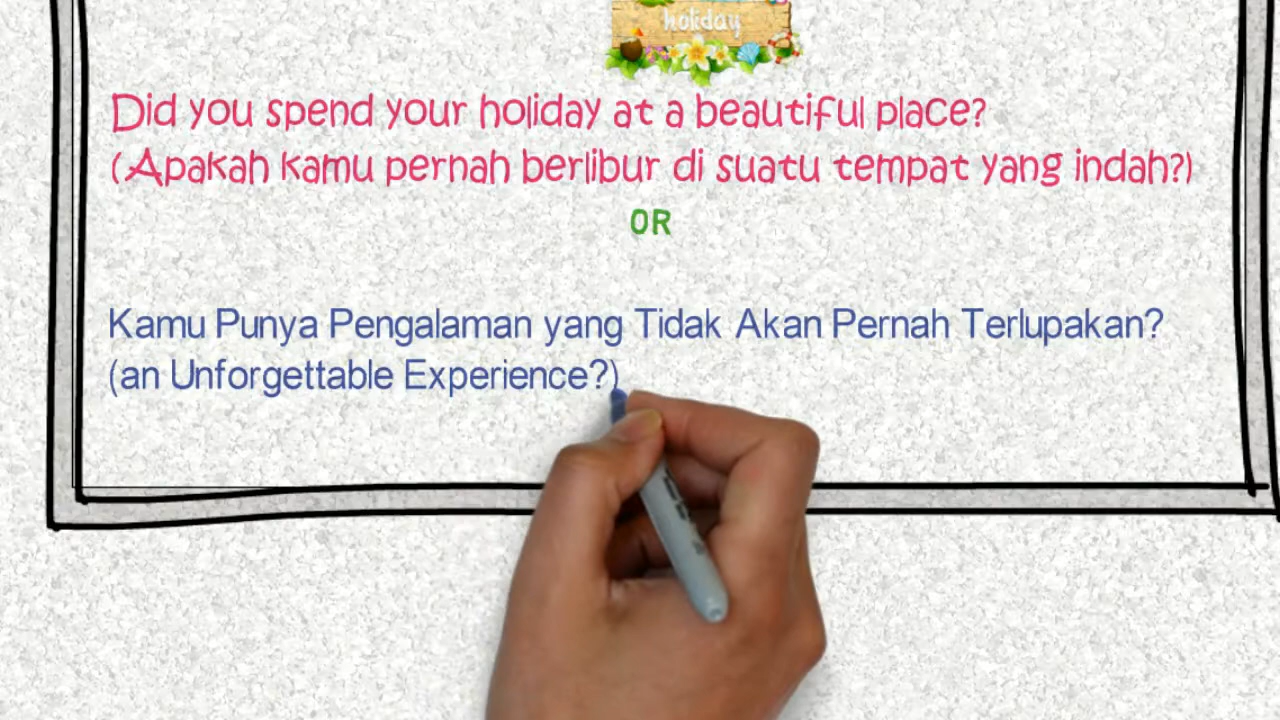 holiday
Did you spend your holiday at a beautiful place?
(Apakah kamu pernah berlibur di suatu tempat yang indah?)
OR
Kamu Punya Pengalaman yang Tidak Akan Pernah Terlupakan?
(an Unforgettable Experience?)